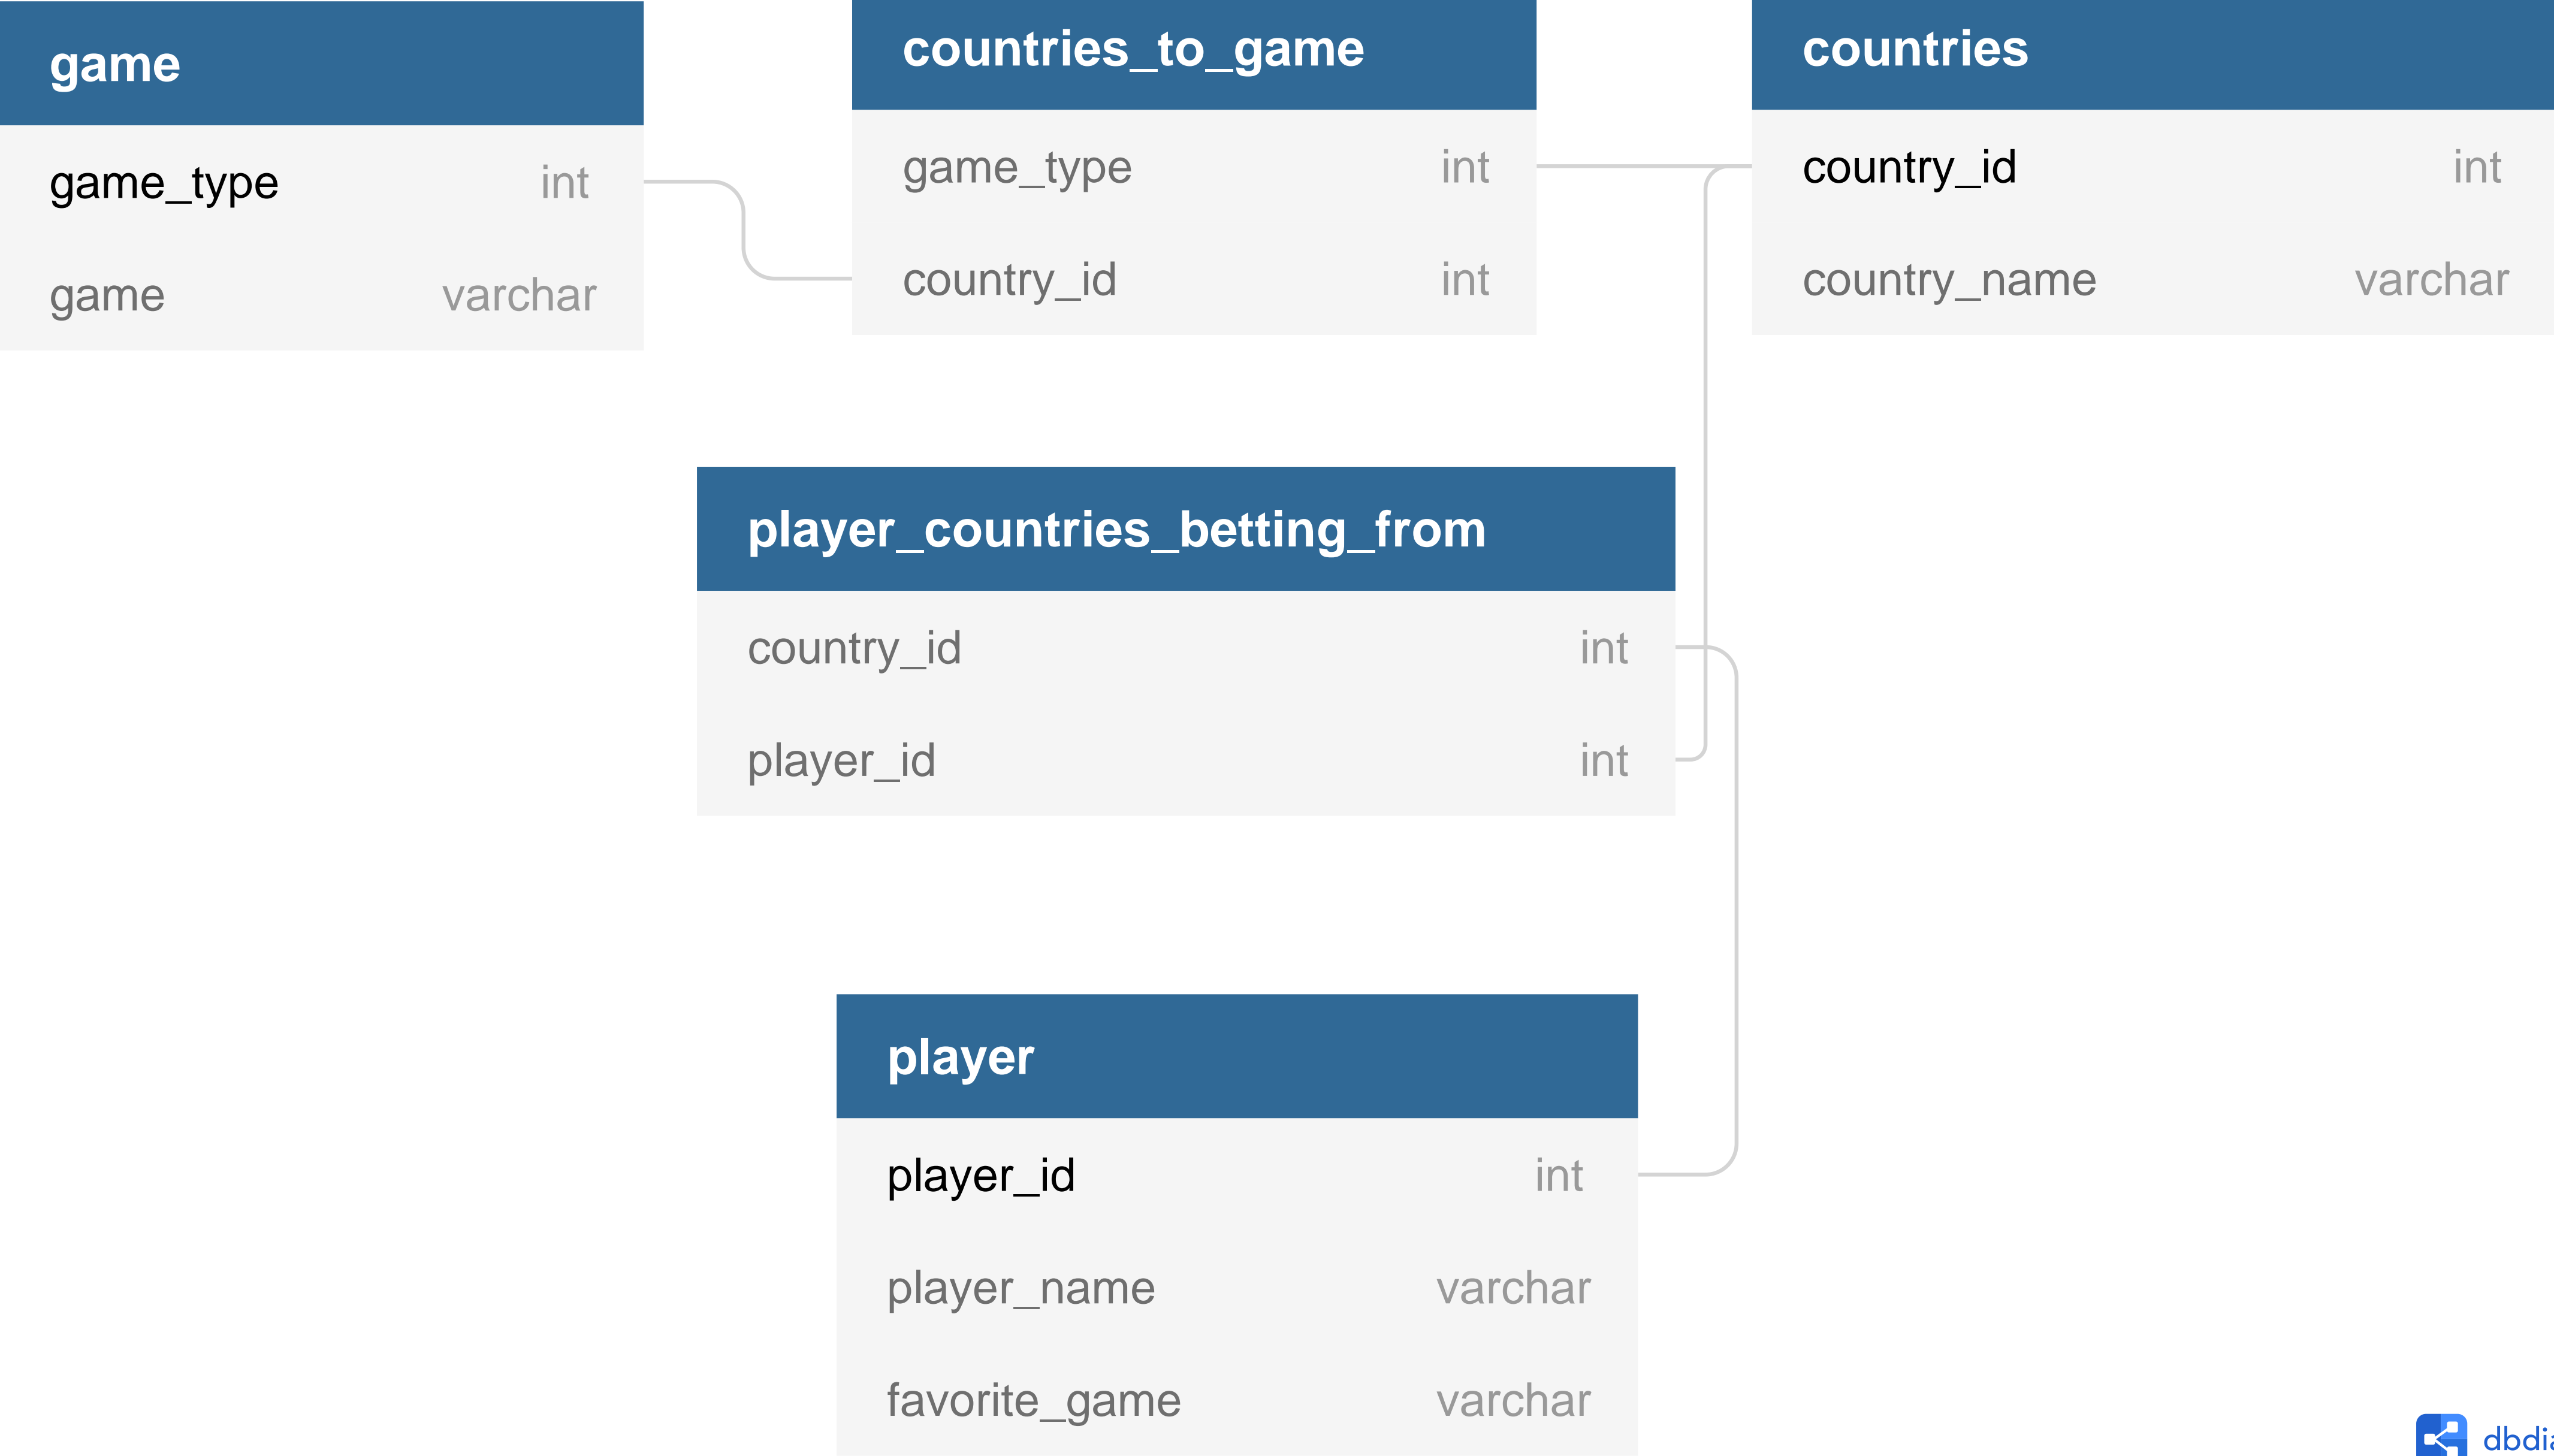 game
game_type int
game varchar
countries_to_game
game_type int
country_id int
countries
country_id int
country_name varchar
player_countries_betting_from
country_id int
player_id int
player
player_id int
player_name varchar
favorite_game varchar